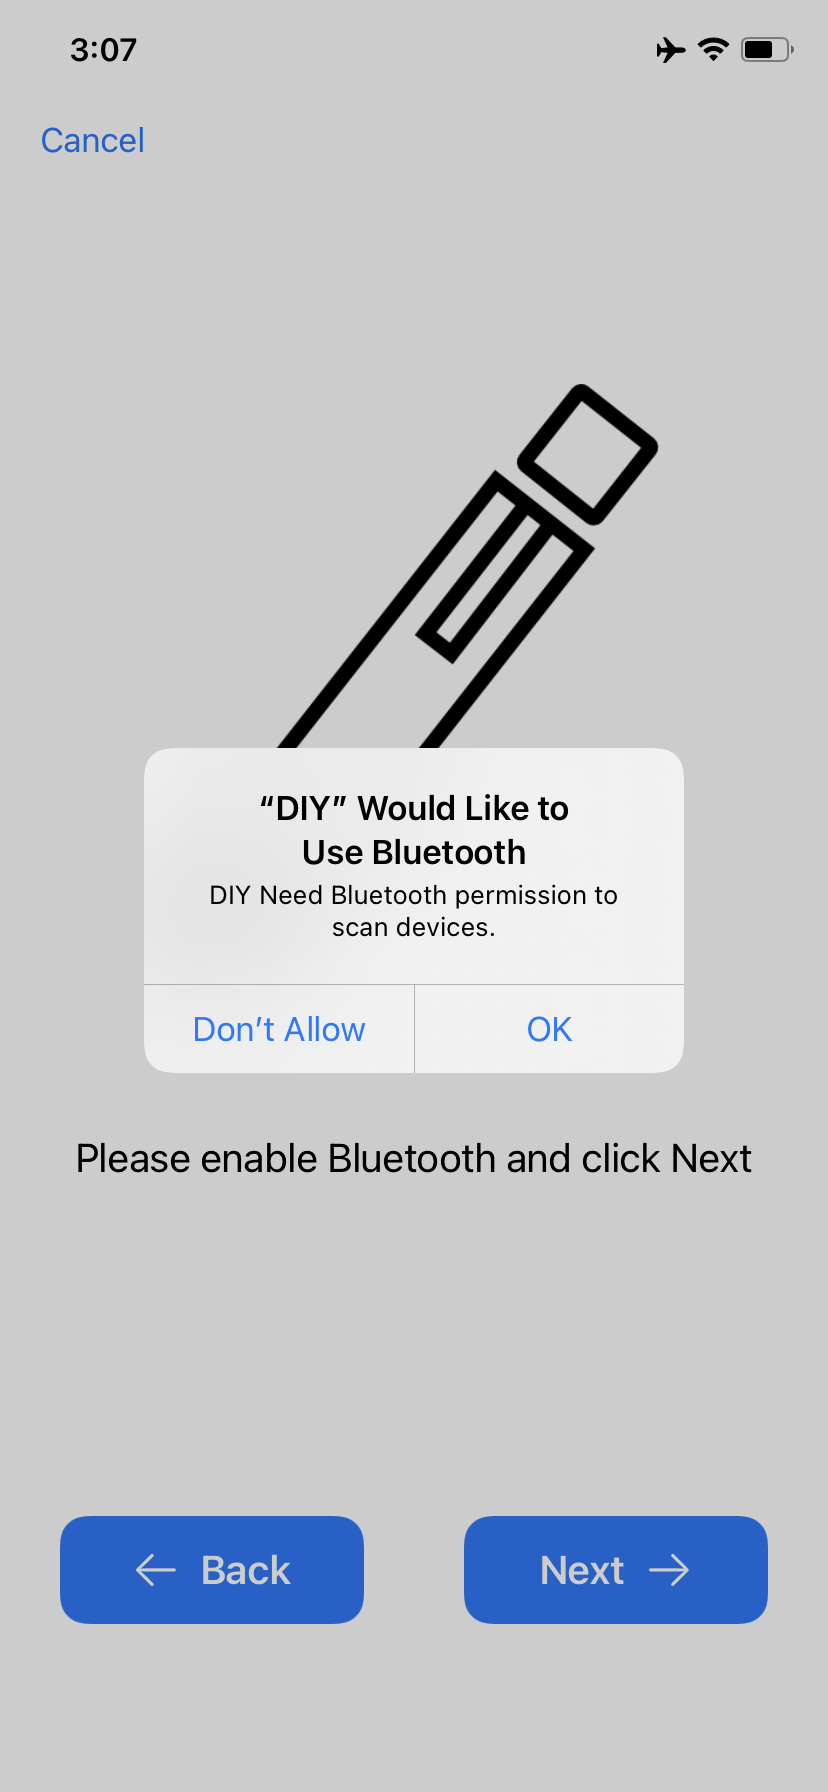 3:07
Cancel
“DIY” Would Like to
Use Bluetooth
DIY Need Bluetooth permission to
scan devices.
Don’t Allow
OK
Please enable Bluetooth and click Next
Back
Next